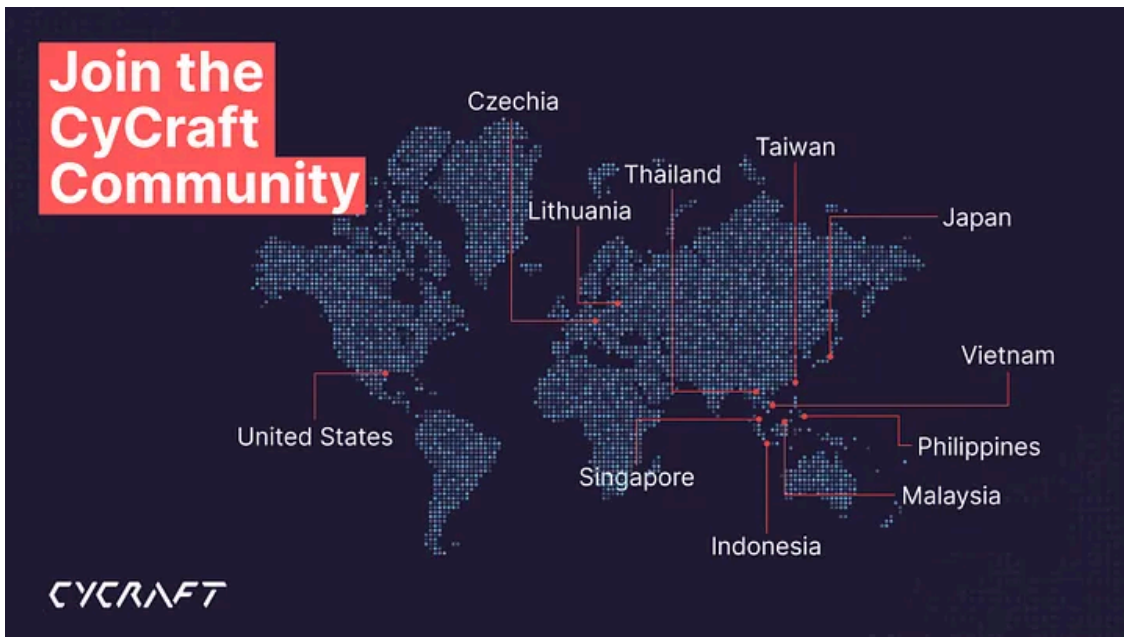 Join the
CyCraft
Community
Czechia
Taiwan
Thailand
Lithuania
Japan
Vietnam
United States
Philippines
Singapore
Malaysia
Indonesia
CYCRAFT